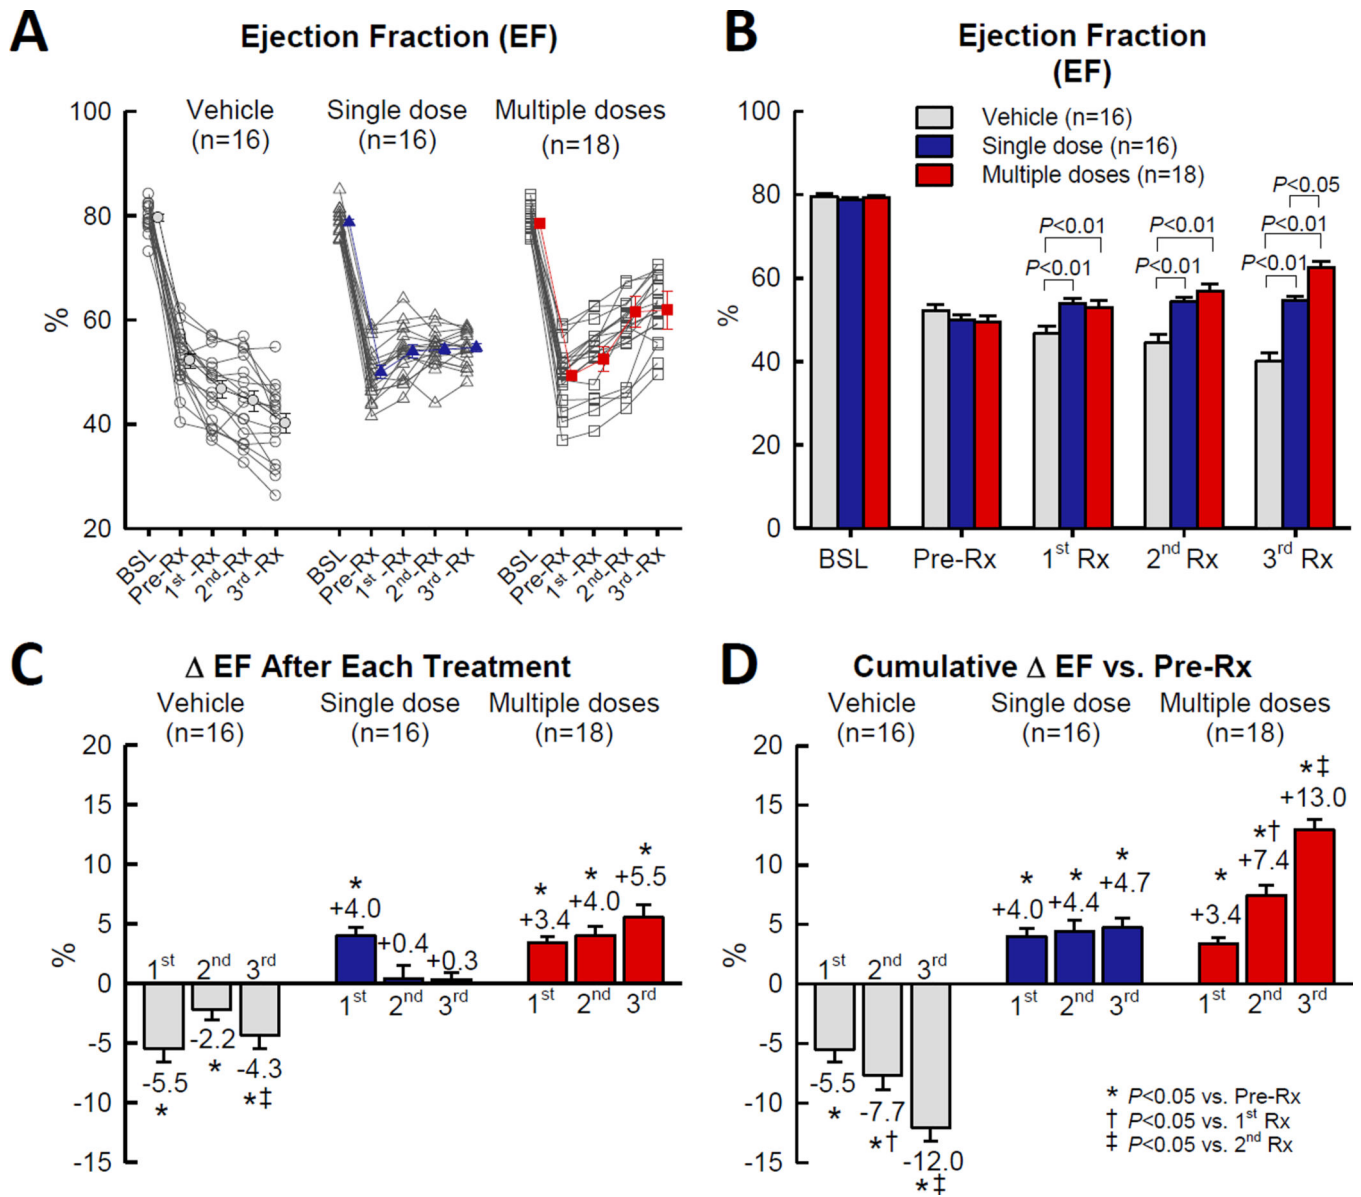 A
Ejection Fraction (EF)
Vehicle
(n=16)
Single dose
(n=16)
Multiple doses
(n=18)
100
80
60
40
20
%
BSL
Pre-Rx
1st -Rx
2nd-Rx
3rd -Rx
BSL
Pre-Rx
1st -Rx
2nd-Rx
3rd -Rx
BSL
Pre-Rx
1st -Rx
2nd-Rx
3rd -Rx
B
Ejection Fraction
(EF)
Vehicle (n=16)
Single dose (n=16)
Multiple doses (n=18)
100
80
60
40
20
0
%
P<0.01
P<0.01
P<0.01
P<0.01
P<0.05
P<0.01
P<0.01
BSL
Pre-Rx
1st Rx
2nd Rx
3rd Rx
C
Δ EF After Each Treatment
Vehicle
(n=16)
Single dose
(n=16)
Multiple doses
(n=18)
20
15
10
5
0
-5
-10
-15
%
1st 2nd 3rd
-5.5
*
-2.2
*
-4.3
*‡
*
+4.0
+0.4
+0.3
1st 2nd 3rd
*
+3.4
*
+4.0
*
+5.5
1st 2nd 3rd
D
Cumulative Δ EF vs. Pre-Rx
Vehicle
(n=16)
Single dose
(n=16)
Multiple doses
(n=18)
20
15
10
5
0
-5
-10
-15
%
1st 2nd 3rd
-5.5
*
-7.7
*†
-12.0
*‡
*
+4.0
*
+4.4
*
+4.7
1st 2nd 3rd
*
+3.4
*†
+7.4
*‡
+13.0
1st 2nd 3rd
* P<0.05 vs. Pre-Rx
† P<0.05 vs. 1st Rx
‡ P<0.05 vs. 2nd Rx